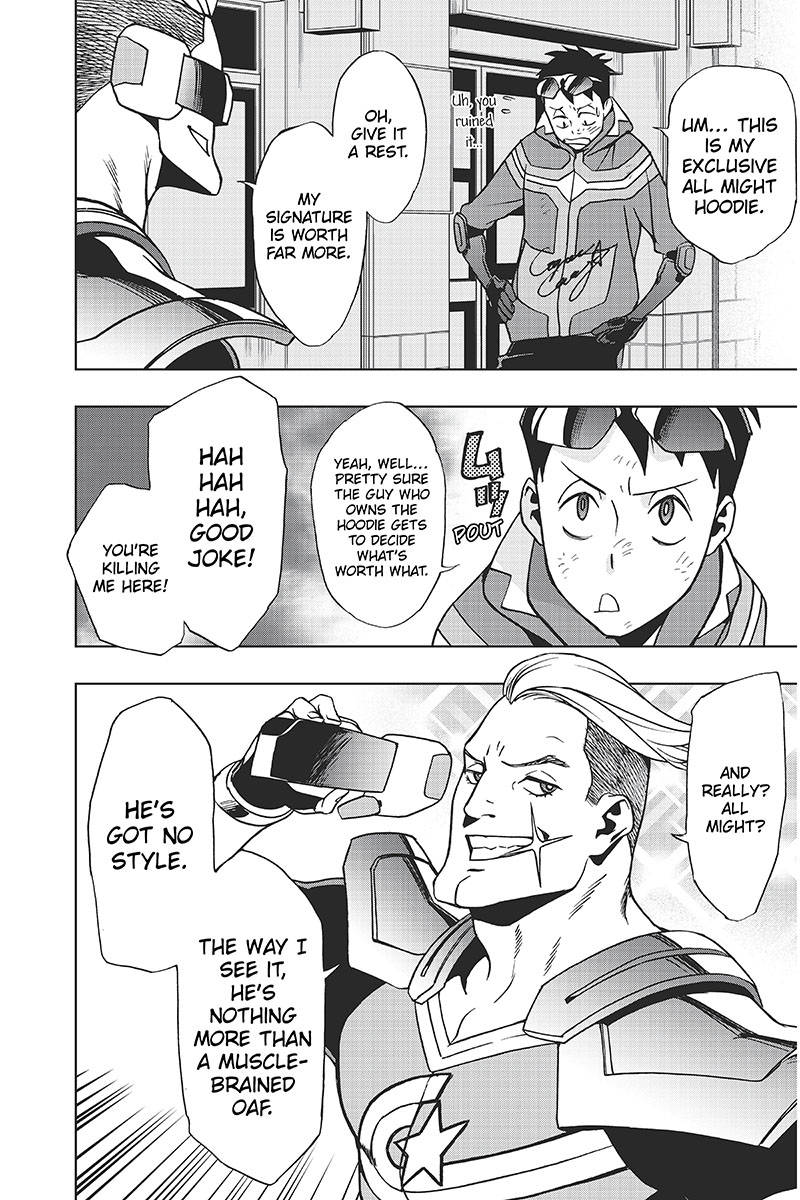 UM... THIS
IS MY
EXCLUSIVE
ALL MIGHT
HOODIE.
Uh, you
ruined
it...
OH,
GIVE IT
A REST.
MY
SIGNATURE
IS WORTH
FAR MORE.
ムッ
POUT
YEAH, WELL...
PRETTY SURE
THE GUY WHO
OWNS THE
HOODIE GETS
TO DECIDE
WHAT'S
WORTH WHAT.
HAH
HAH
HAH,
GOOD
JOKE!
YOU'RE
KILLING
ME HERE!
AND
REALLY?
ALL
MIGHT?
HE'S
GOT NO
STYLE.
THE WAY I
SEE IT,
HE'S
NOTHING
MORE THAN
A MUSCLE-
BRAINED
OAF.